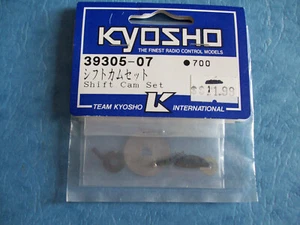 KYOSHO
THE FINEST RADIO CONTROL MODELS
39305-07 ●700
シフトカムセット
Shift Cam Set
TEAM KYOSHO K INTERNATIONAL